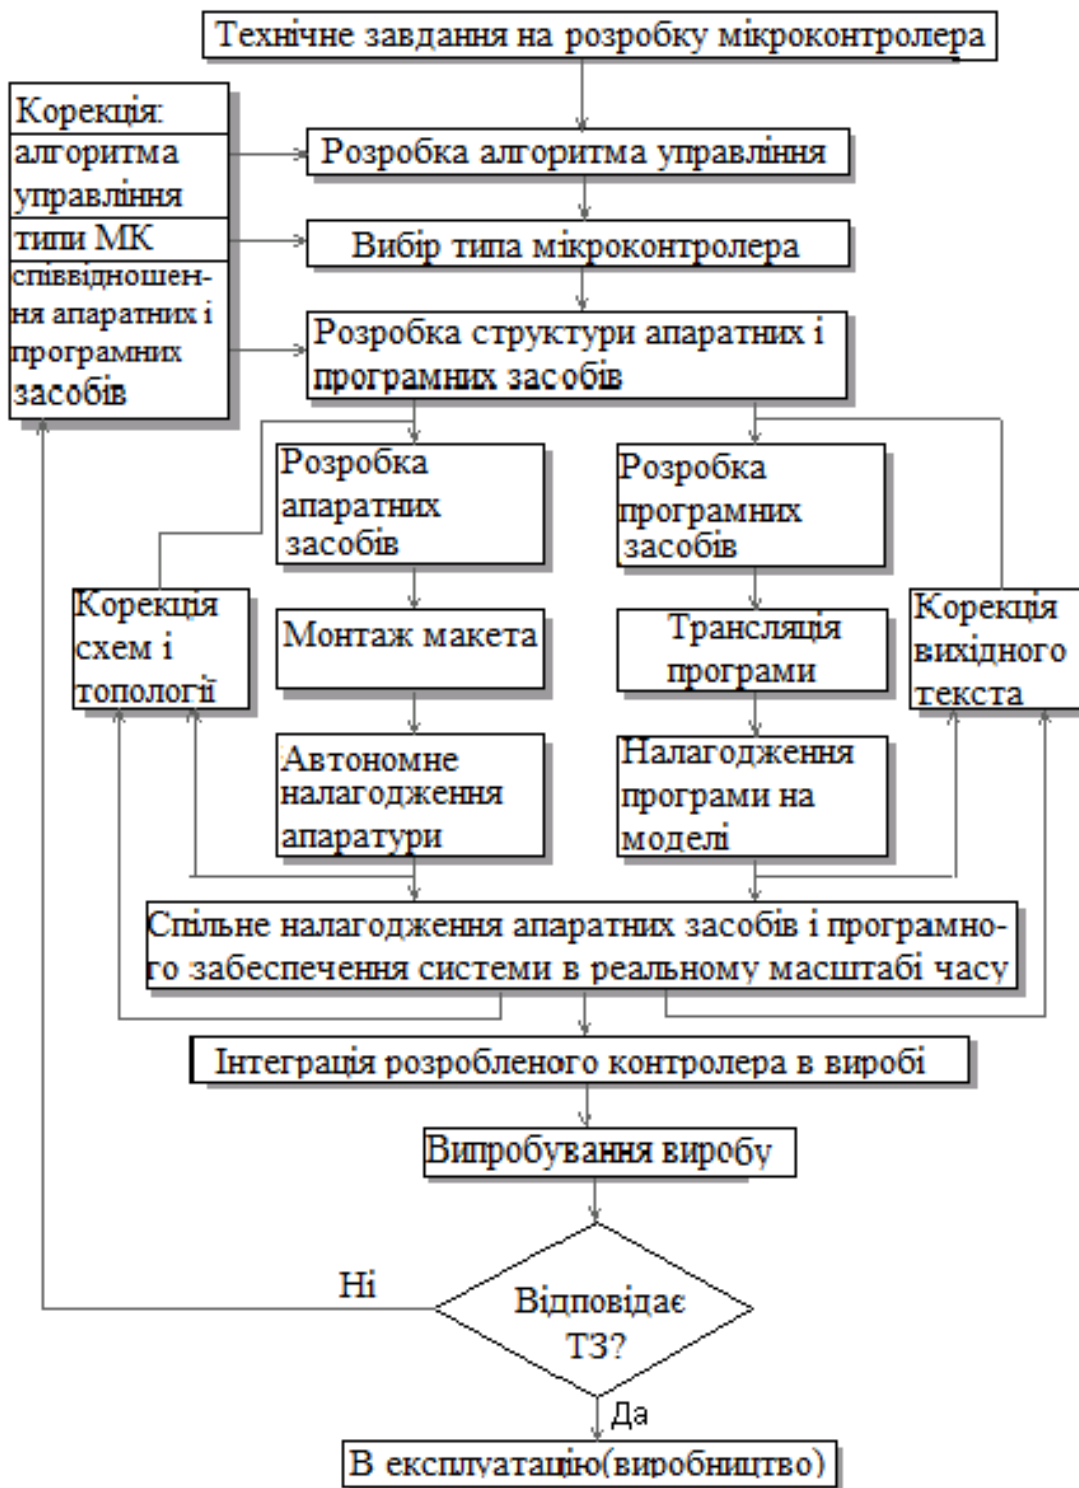 Технічне завдання на розробку мікроконтролера
Корекція:
алгоритма
управління
типи МК
співвідношен-
ня апаратних і
програмних
засобів
Розробка алгоритма управління
Вибір типа мікроконтролера
Розробка структури апаратних і
програмних засобів
Розробка
апаратних
засобів
Розробка
програмних
засобів
Корекція
схем і
топології
Монтаж макета
Трансляція
програми
Корекція
вихідного
текста
Автономне
налагодження
апаратури
Налагодження
програми на
моделі
Спільне налагодження апаратних засобів і програмно-
го забеспечення системи в реальному масштабі часу
Інтеграція розробленого контролера в виробі
Випробування виробу
Ні
Відповідає
ТЗ?
Да
В експлуатацію(виробництво)